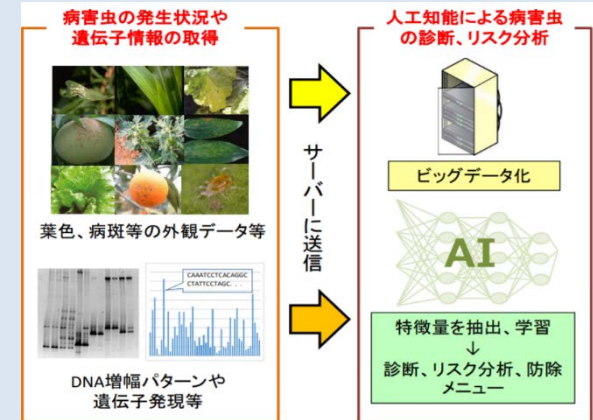 病害虫の発生状況や
遺伝子情報の取得
葉色、病斑等の外観データ等
CAAATCCTCACAGGC
CTATTCCTAGC...
DNA増幅パターンや
遺伝子発現等
サーバーに送信
人工知能による病害虫
の診断、リスク分析
ビッグデータ化
AI
特徴量を抽出、学習
↓
診断、リスク分析、防除
メニュー